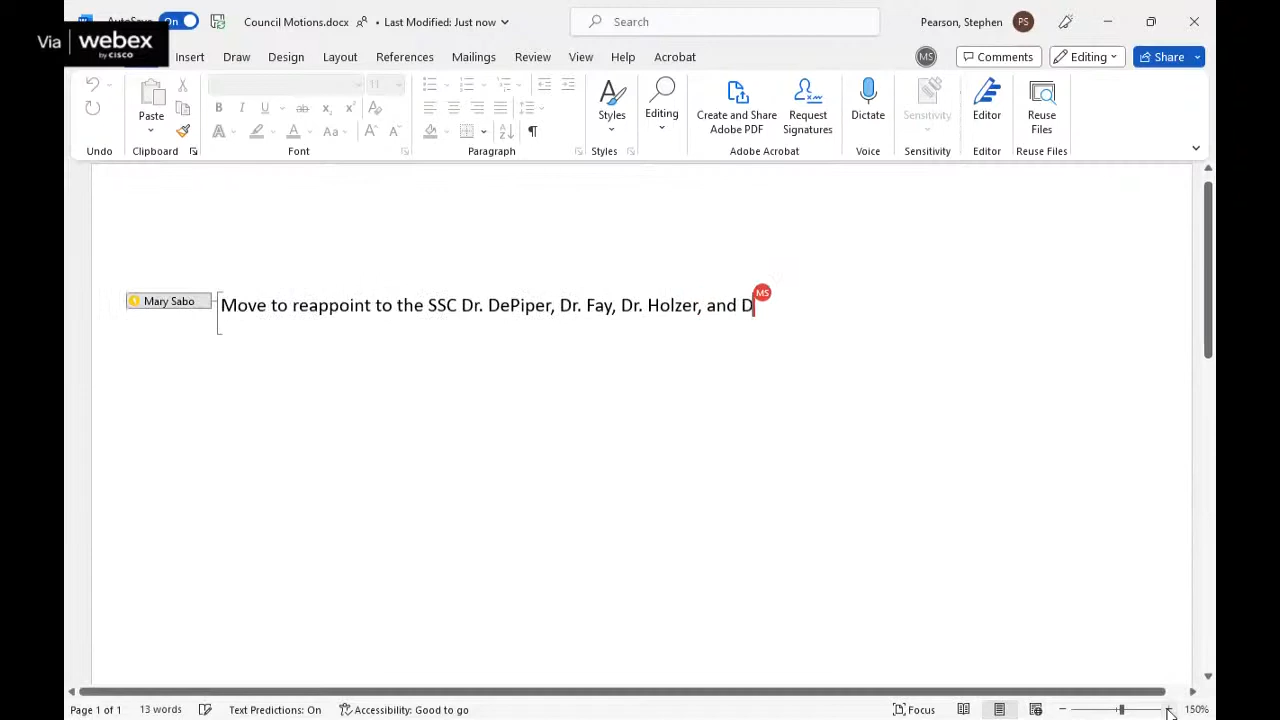 Via webex
by CISCO
AutoSave On Council Motions.docx • Last Modified: Just now Search Pearson, Stephen PS
Insert Draw Design Layout References Mailings Review View Help Acrobat MS Comments Editing Share
11
Paste B I U ab x x A Aa A A Styles Editing Create and Share Adobe PDF Request Signatures Dictate Sensitivity Editor Reuse Files
Undo Clipboard Font Paragraph Styles Adobe Acrobat Voice Sensitivity Editor Reuse Files
MS
Mary Sabo Move to reappoint to the SSC Dr. DePiper, Dr. Fay, Dr. Holzer, and D
Page 1 of 1 13 words Text Predictions: On Accessibility: Good to go Focus 150%